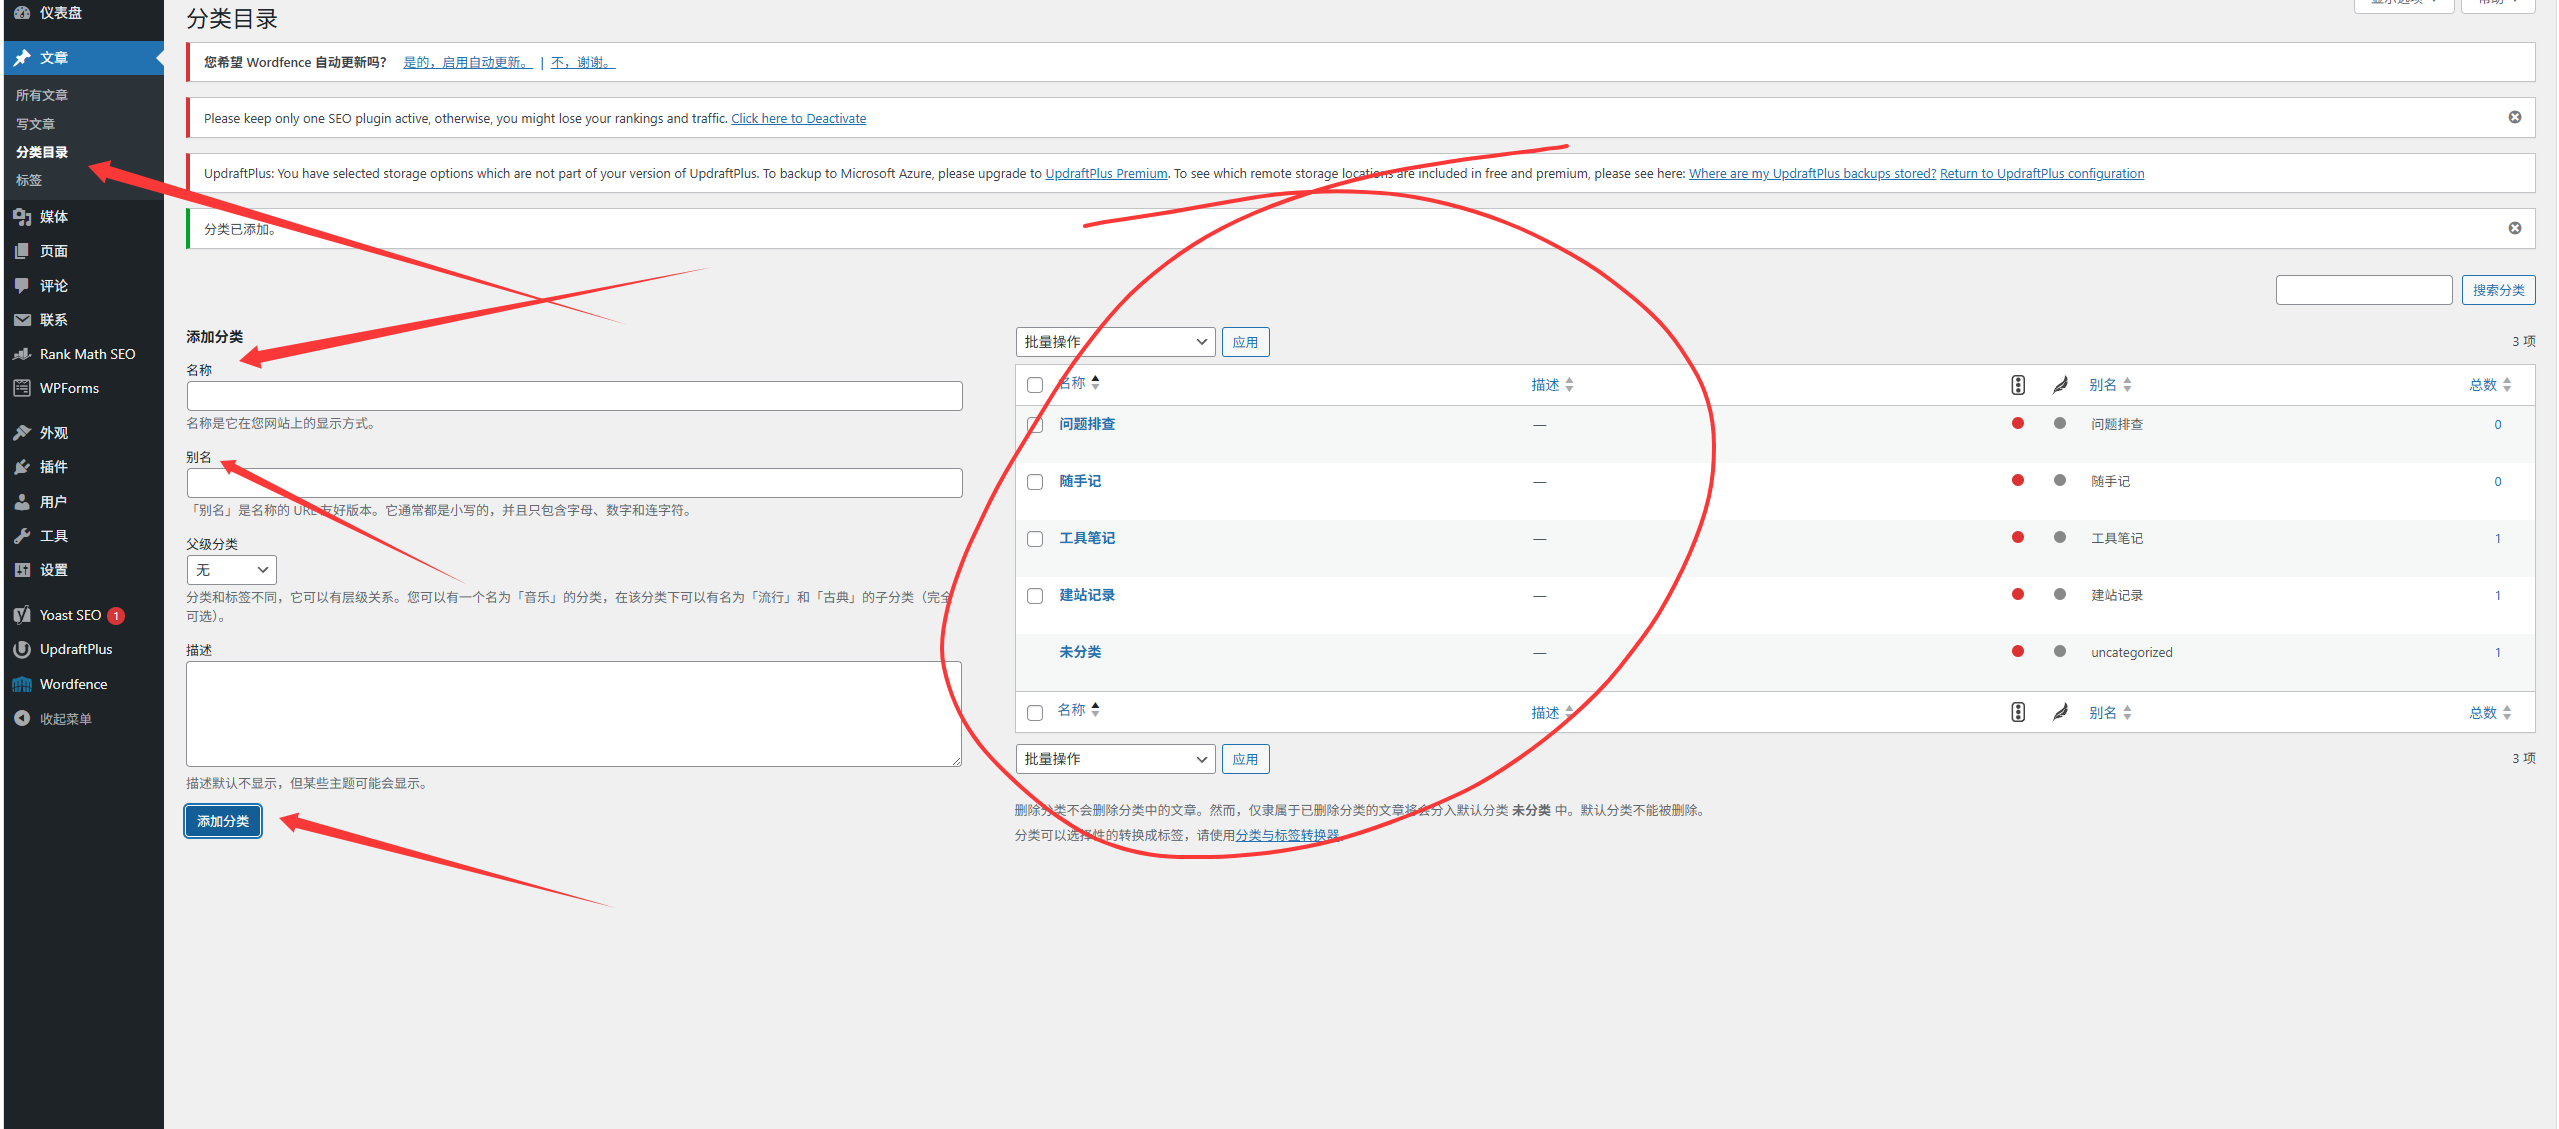 仪表盘
文章
所有文章
写文章
分类目录
标签
媒体
页面
评论
联系
Rank Math SEO
WPForms
外观
插件
用户
工具
设置
Yoast SEO 1
UpdraftPlus
Wordfence
收起菜单
分类目录
显示选项
帮助
您希望 Wordfence 自动更新吗? 是的，启用自动更新。 | 不，谢谢。
Please keep only one SEO plugin active, otherwise, you might lose your rankings and traffic. Click here to Deactivate
UpdraftPlus: You have selected storage options which are not part of your version of UpdraftPlus. To backup to Microsoft Azure, please upgrade to UpdraftPlus Premium. To see which remote storage locations are included in free and premium, please see here: Where are my UpdraftPlus backups stored? Return to UpdraftPlus configuration
分类已添加。
搜索分类
添加分类
名称
名称是它在您网站上的显示方式。
别名
「别名」是名称的 URL 友好版本。它通常都是小写的，并且只包含字母、数字和连字符。
父级分类
无
分类和标签不同，它可以有层级关系。您可以有一个名为「音乐」的分类，在该分类下可以有名为「流行」和「古典」的子分类（完全
可选）。
描述
描述默认不显示，但某些主题可能会显示。
添加分类
批量操作 应用 3 项
名称 描述 别名 总数
问题排查 — 问题排查 0
随手记 — 随手记 0
工具笔记 — 工具笔记 1
建站记录 — 建站记录 1
未分类 — uncategorized 1
名称 描述 别名 总数
批量操作 应用 3 项
删除分类不会删除分类中的文章。然而，仅隶属于已删除分类的文章将会分入默认分类 未分类 中。默认分类不能被删除。
分类可以选择性的转换成标签，请使用分类与标签转换器。